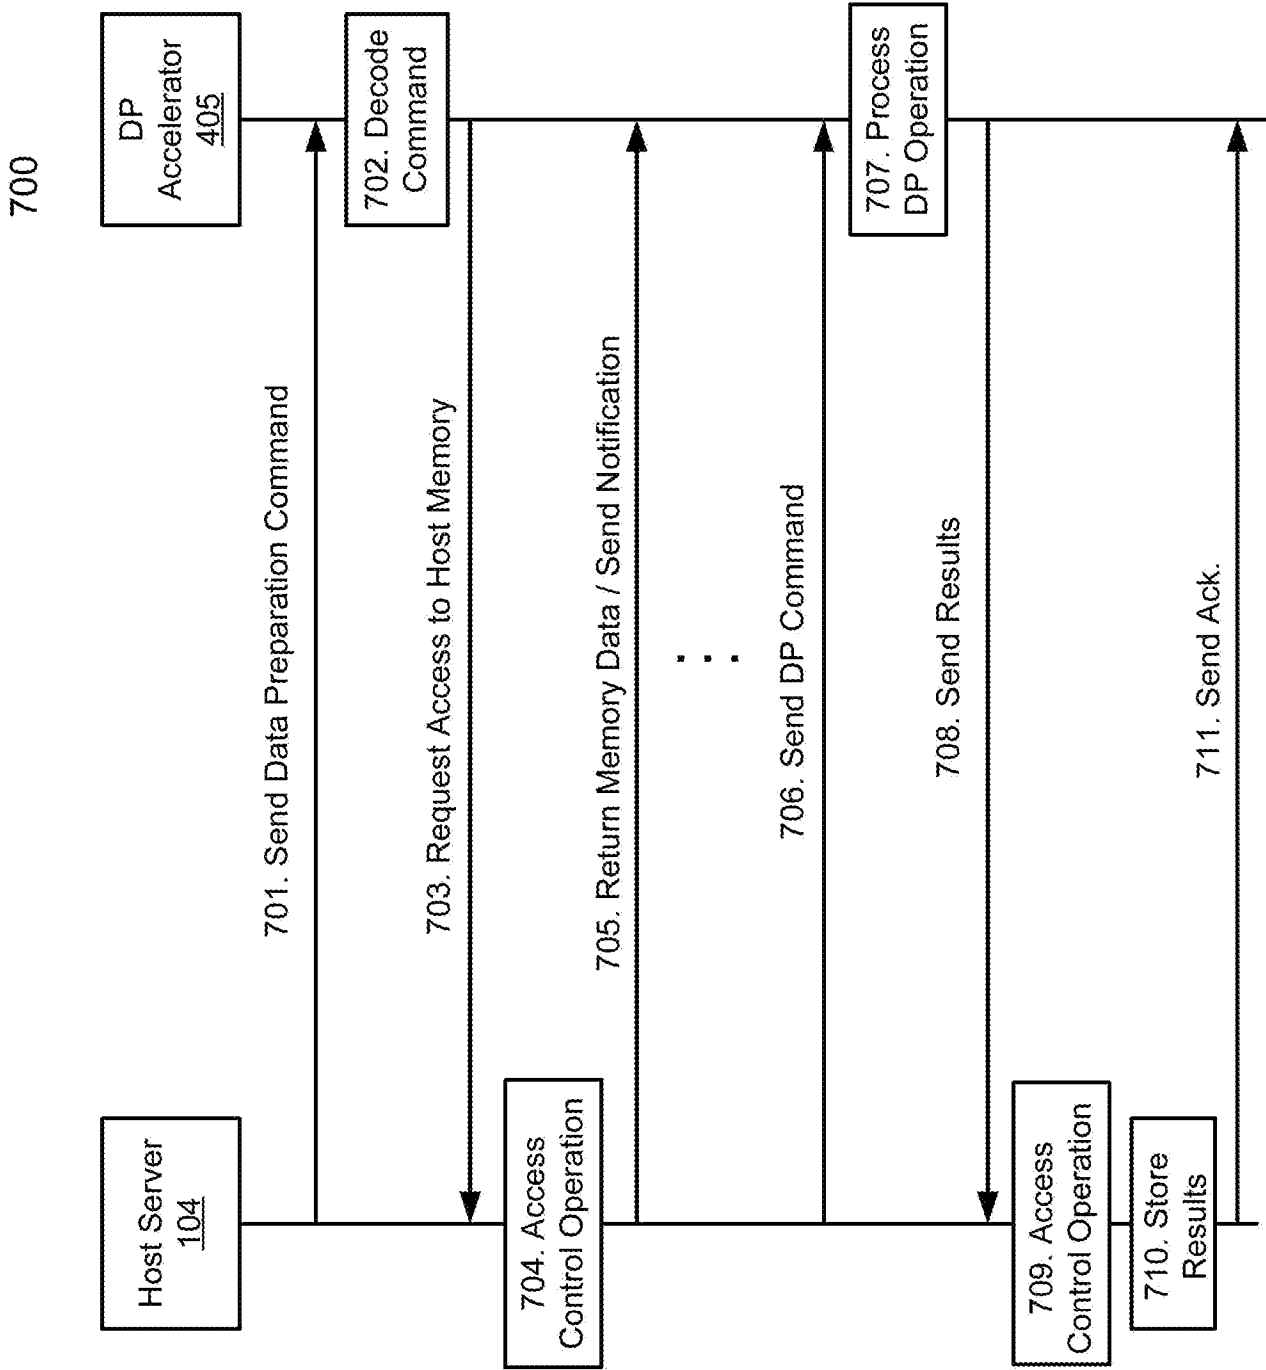 700
Host Server
104
DP
Accelerator
405
701. Send Data Preparation Command
702. Decode
Command
703. Request Access to Host Memory
704. Access
Control Operation
705. Return Memory Data / Send Notification
. . .
706. Send DP Command
707. Process
DP Operation
708. Send Results
709. Access
Control Operation
710. Store
Results
711. Send Ack.